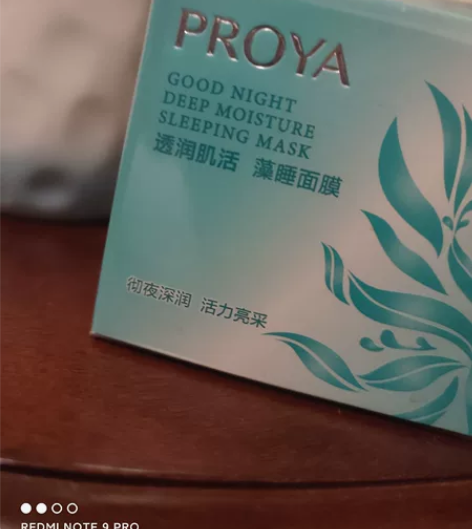 PROYA
GOOD NIGHT
DEEP MOISTURE
SLEEPING MASK
透润肌活 藻睡面膜
彻夜深润 活力亮采
REDMI NOTE 9 PRO